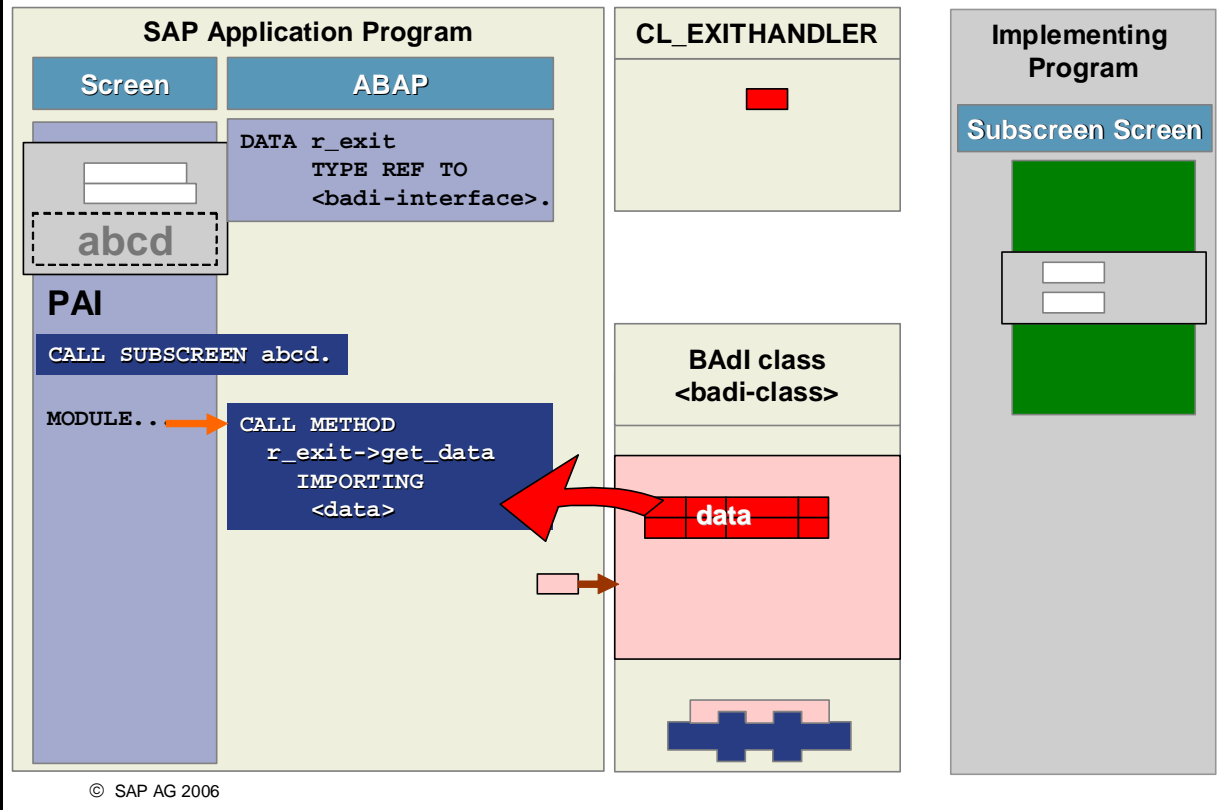 SAP Application Program
Screen
ABAP
DATA r_exit
TYPE REF TO
<badi-interface>.
abcd
PAI
CALL SUBSCREEN abcd.
MODULE...
CALL METHOD
r_exit->get_data
IMPORTING
<data>
CL_EXITHANDLER
BAdI class
<badi-class>
data
Implementing
Program
Subscreen Screen
© SAP AG 2006